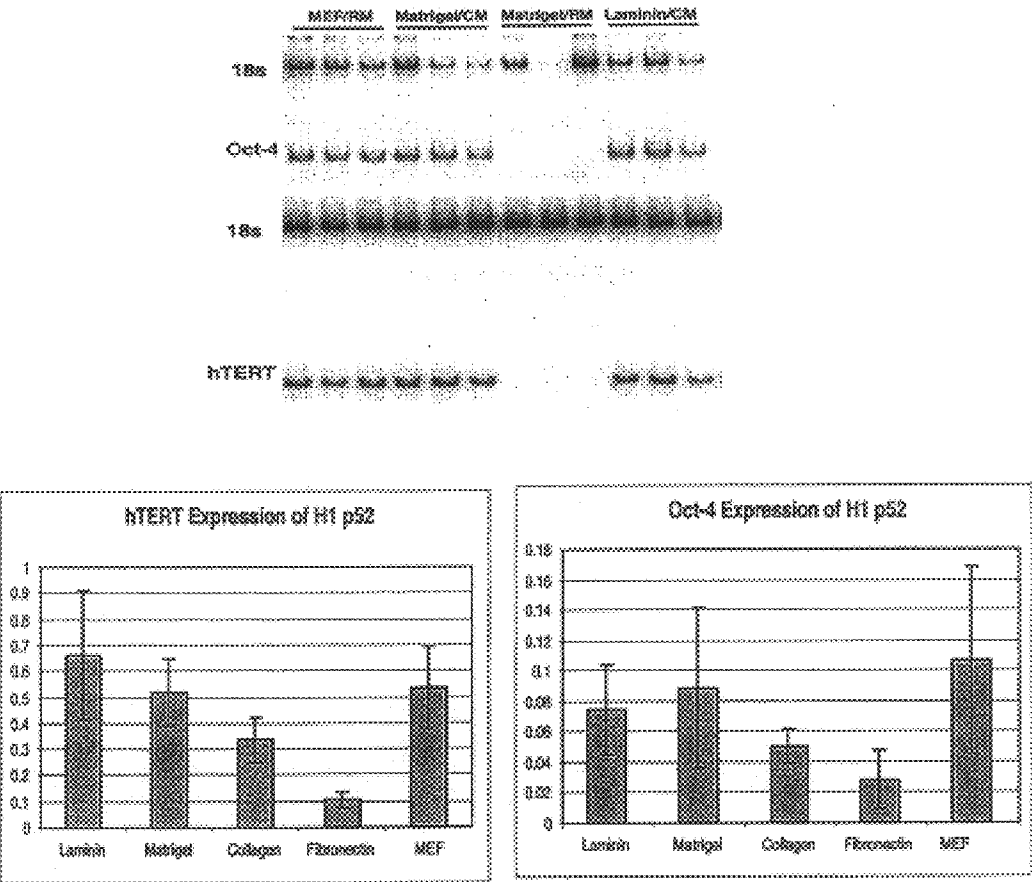 MEF/RM Matrigel/CM Matrigel/RM Laminin/CM
18s
Oct-4
18s
hTERT
hTERT Expression of H1 p52
1
0.9
0.8
0.7
0.6
0.5
0.4
0.3
0.2
0.1
0
Laminin Matrigel Collagen Fibronectin MEF
Oct-4 Expression of H1 p52
0.18
0.16
0.14
0.12
0.1
0.08
0.06
0.04
0.02
0
Laminin Matrigel Collagen Fibronectin MEF